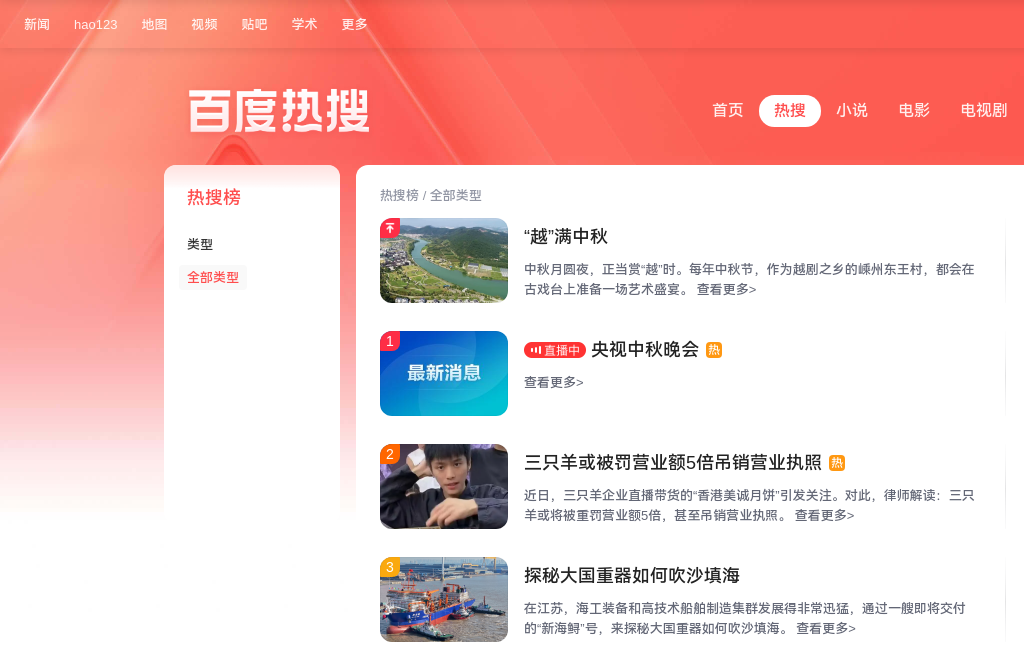 新闻 hao123 地图 视频 贴吧 学术 更多
百度热搜
首页 热搜 小说 电影 电视剧
热搜榜
类型
全部类型
热搜榜 / 全部类型
“越”满中秋
中秋月圆夜，正当赏“越”时。每年中秋节，作为越剧之乡的嵊州东王村，都会在
古戏台上准备一场艺术盛宴。 查看更多>
1
最新消息
直播中 央视中秋晚会 热
查看更多>
2
三只羊或被罚营业额5倍吊销营业执照 热
近日，三只羊企业直播带货的“香港美诚月饼”引发关注。对此，律师解读：三只
羊或将被重罚营业额5倍，甚至吊销营业执照。 查看更多>
3
探秘大国重器如何吹沙填海
在江苏，海工装备和高技术船舶制造集群发展得非常迅猛，通过一艘即将交付
的“新海鲟”号，来探秘大国重器如何吹沙填海。 查看更多>